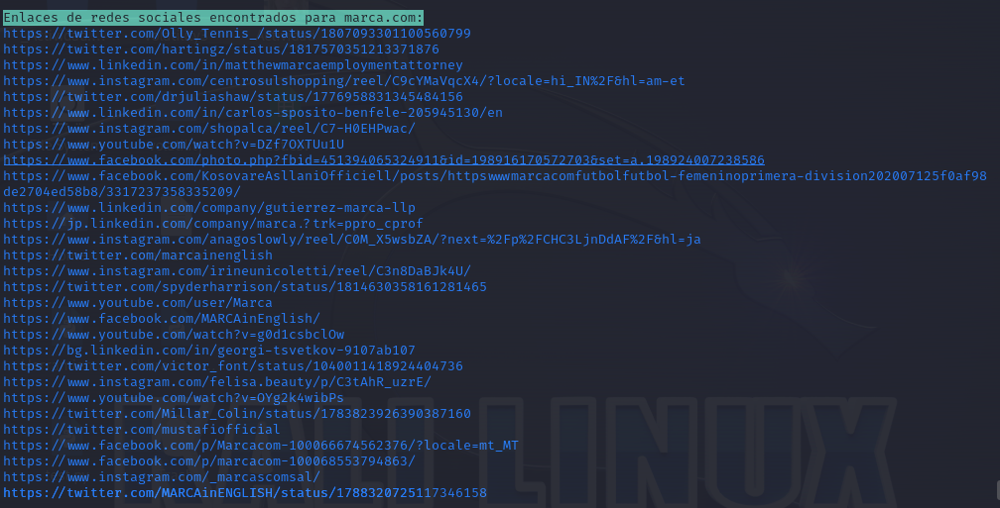 Enlaces de redes sociales encontrados para marca.com:
https://twitter.com/Olly_Tennis_/status/1807093301100560799
https://twitter.com/hartingz/status/1817570351213371876
https://www.linkedin.com/in/matthewmarcaemploymentattorney
https://www.instagram.com/centrosulshopping/reel/C9cYMaVqcX4/?locale=hi_IN%2F&hl=am-et
https://twitter.com/drjuliashaw/status/1776958831345484156
https://www.linkedin.com/in/carlos-sposito-benfele-205945130/en
https://www.instagram.com/shopalca/reel/C7-H0EHPwac/
https://www.youtube.com/watch?v=DZf7OXTUu1U
https://www.facebook.com/photo.php?fbid=451394065324911&id=198916170572703&set=a.198924007238586
https://www.facebook.com/KosovareAsllaniOfficiell/posts/httpswwwmarcacomfutbolfutbol-femeninoprimera-division202007125f0af98
de2704ed58b8/3317237358335209/
https://www.linkedin.com/company/gutierrez-marca-llp
https://jp.linkedin.com/company/marca.?trk=ppro_cprof
https://www.instagram.com/anagoslowly/reel/C0M_X5wsbZA/?next=%2Fp%2FCHC3LjnDdAF%2F&hl=ja
https://twitter.com/marcainenglish
https://www.instagram.com/irineunicoletti/reel/C3n8DaBJk4U/
https://twitter.com/spyderharrison/status/1814630358161281465
https://www.youtube.com/user/Marca
https://www.facebook.com/MARCAinEnglish/
https://www.youtube.com/watch?v=g0d1csbclOw
https://bg.linkedin.com/in/georgi-tsvetkov-9107ab107
https://twitter.com/victor_font/status/1040011418924404736
https://www.instagram.com/felisa.beauty/p/C3tAhR_uzrE/
https://www.youtube.com/watch?v=OYg2k4wibPs
https://twitter.com/Millar_Colin/status/1783823926390387160
https://twitter.com/mustafiofficial
https://www.facebook.com/p/Marcacom-100066674562376/?locale=mt_MT
https://www.facebook.com/p/marcacom-100068553794863/
https://www.instagram.com/_marcascomsal/
https://twitter.com/MARCAinENGLISH/status/1788320725117346158
KALI LINUX